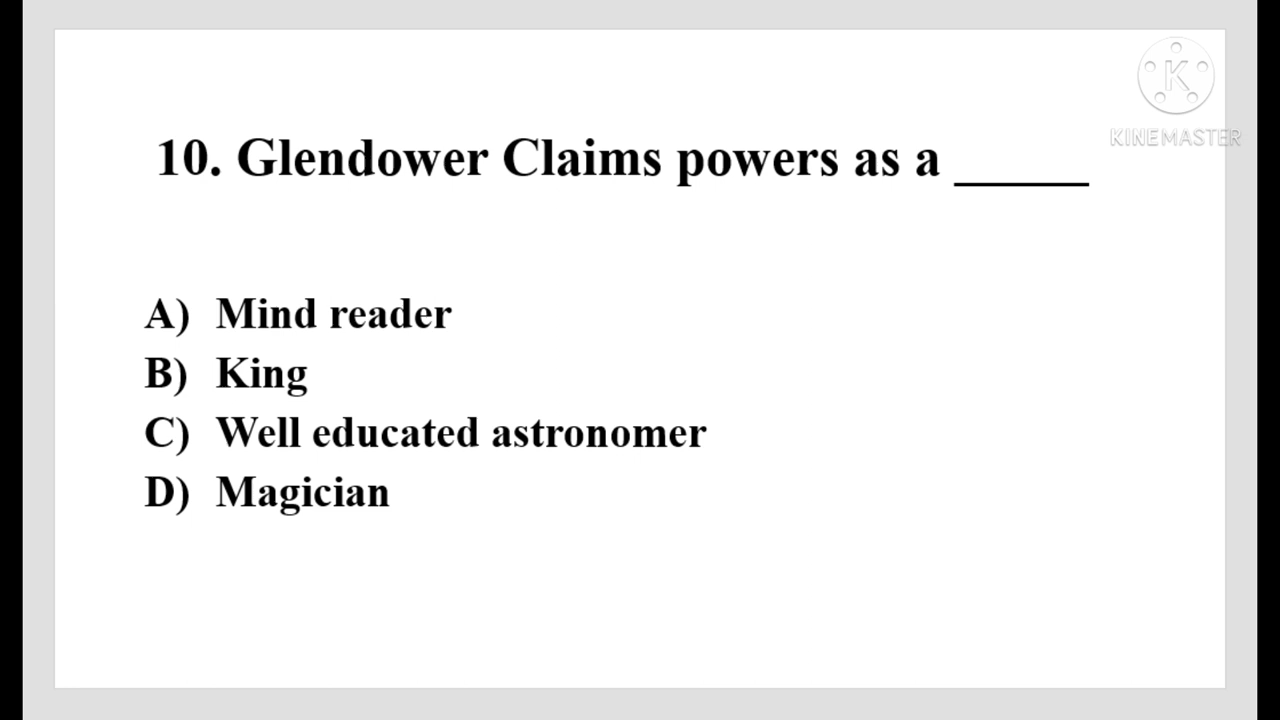 K
KINEMASTER
10. Glendower Claims powers as a _____
A) Mind reader
B) King
C) Well educated astronomer
D) Magician